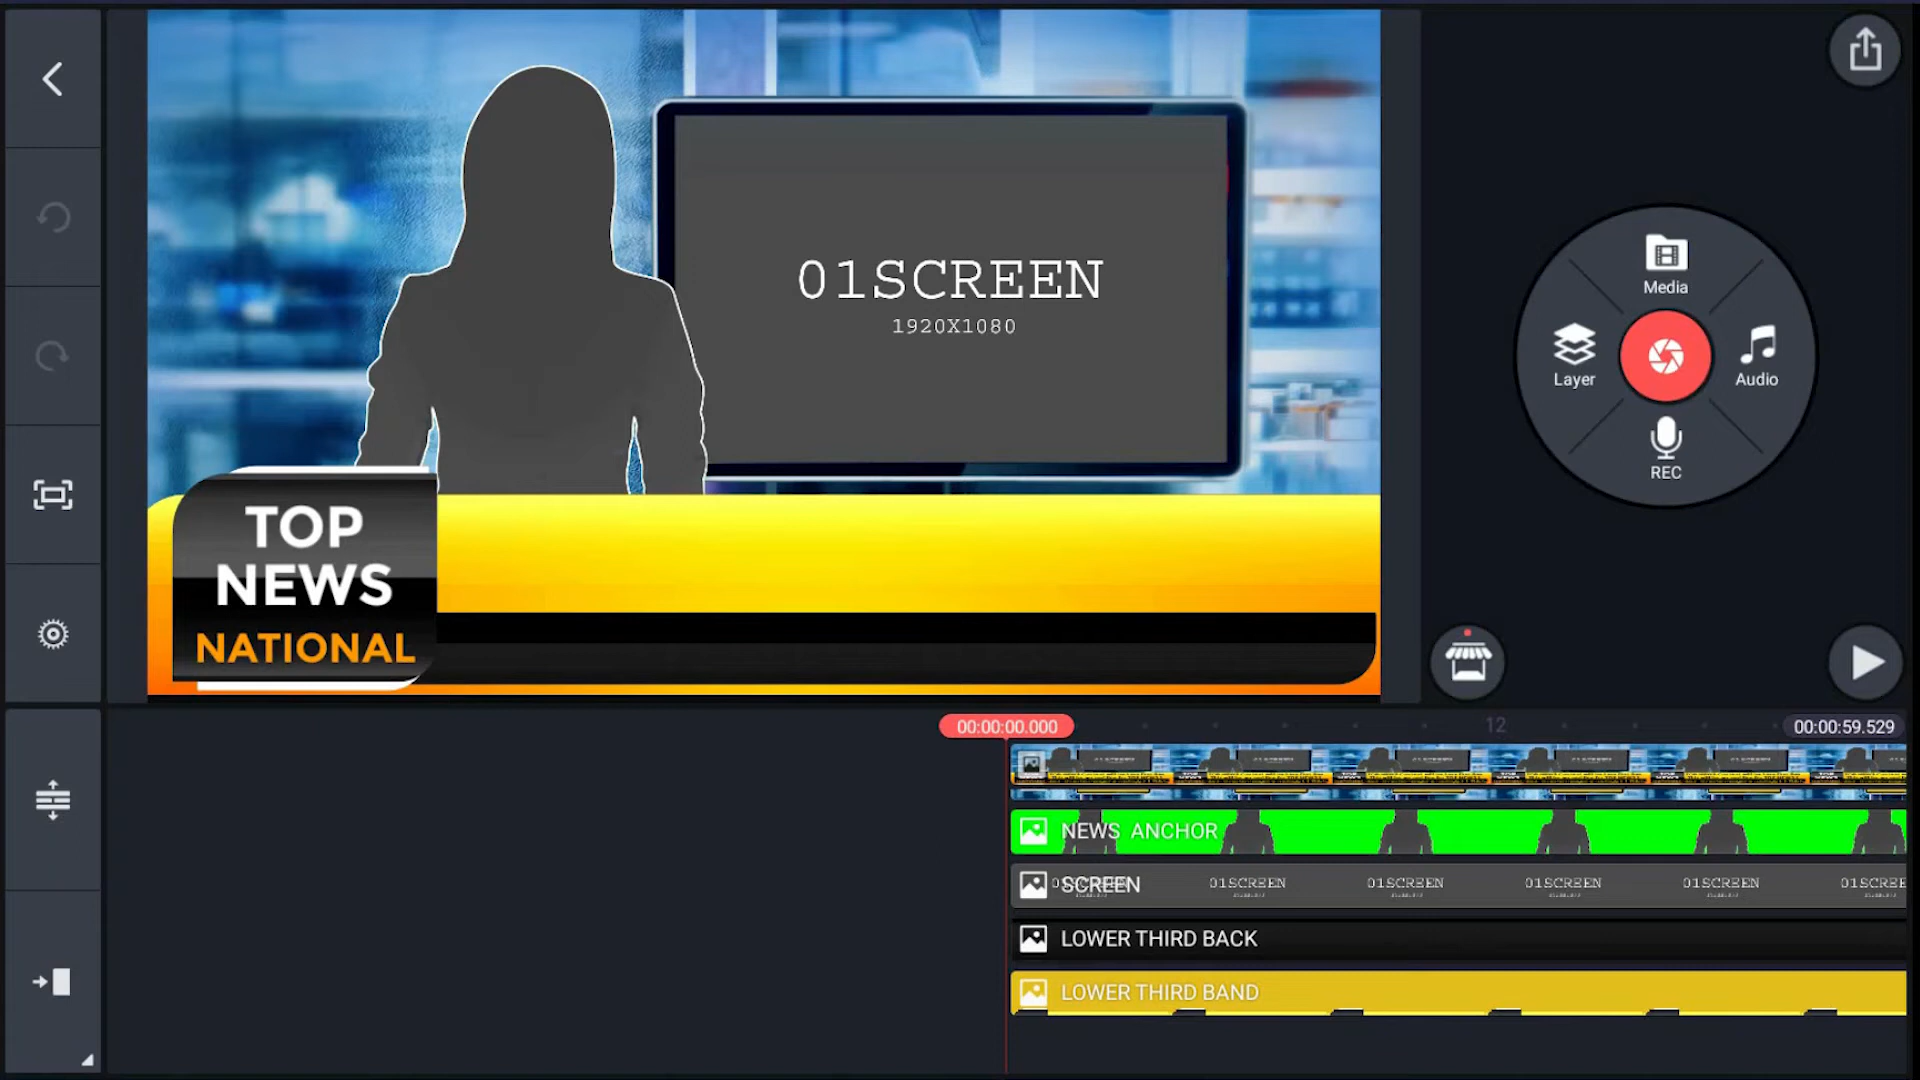 01SCREEN
1920X1080
TOP
NEWS
NATIONAL
Media
Layer
Audio
REC
00:00:00.000
12
00:00:59.529
NEWS ANCHOR
SCREEN
01SCREEN
01SCREEN
01SCREEN
01SCREEN
01SCREE
LOWER THIRD BACK
LOWER THIRD BAND